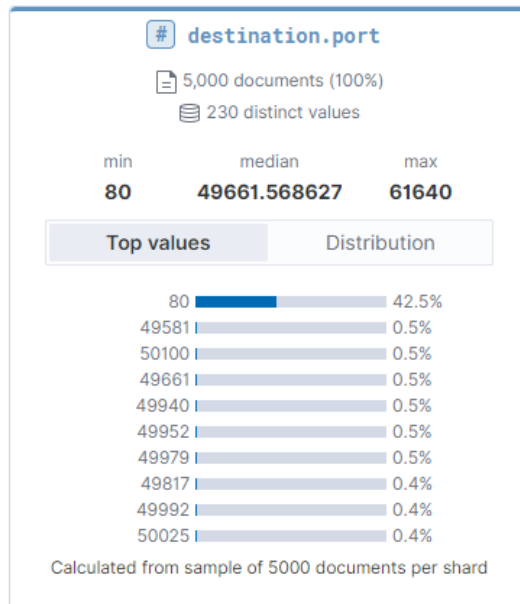 # destination.port
5,000 documents (100%)
230 distinct values
min median max
80 49661.568627 61640
Top values Distribution
80 42.5%
49581 0.5%
50100 0.5%
49661 0.5%
49940 0.5%
49952 0.5%
49979 0.5%
49817 0.4%
49992 0.4%
50025 0.4%
Calculated from sample of 5000 documents per shard